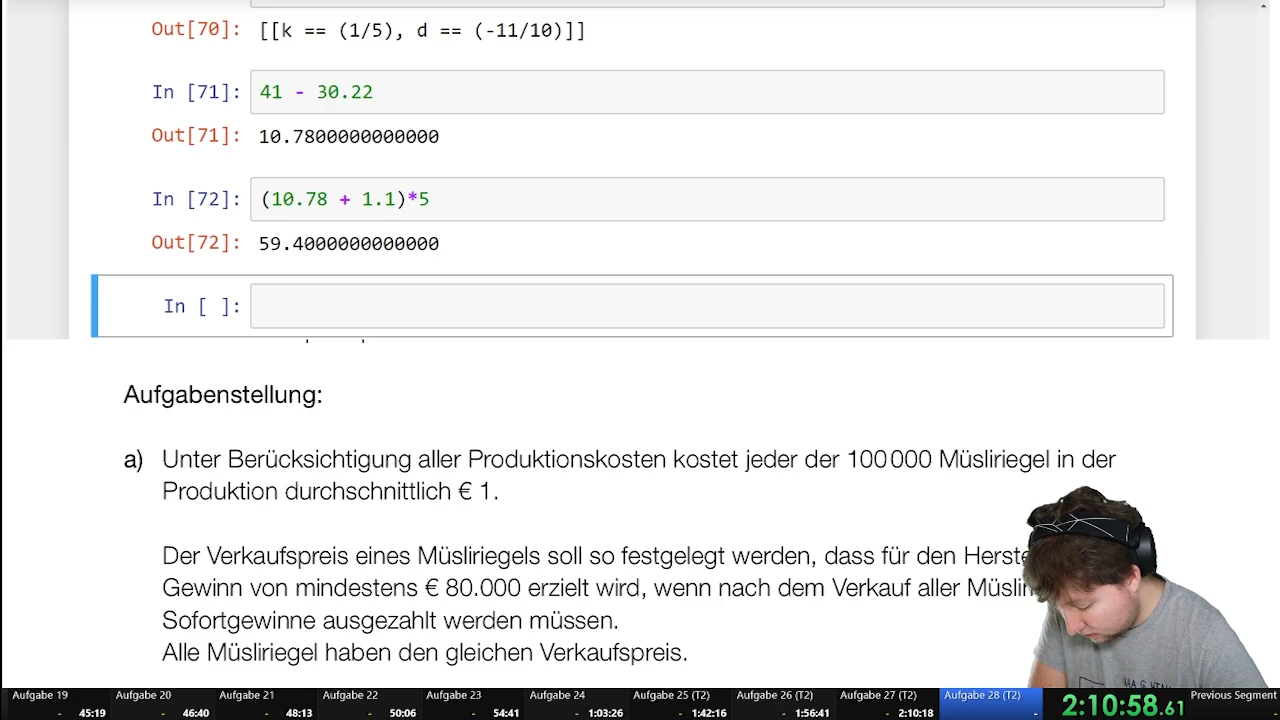 Out[70]: [[k == (1/5), d == (-11/10)]]
In [71]: 41 - 30.22
Out[71]: 10.7800000000000
In [72]: (10.78 + 1.1)*5
Out[72]: 59.4000000000000
In [ ]:
Aufgabenstellung:
a) Unter Berücksichtigung aller Produktionskosten kostet jeder der 100 000 Müsliriegel in der
Produktion durchschnittlich € 1.
Der Verkaufspreis eines Müsliriegels soll so festgelegt werden, dass für den
Gewinn von mindestens € 80.000 erzielt wird, wenn nach dem Verkauf aller
Sofortgewinne ausgezahlt werden müssen.
Alle Müsliriegel haben den gleichen Verkaufspreis.
Aufgabe 19 Aufgabe 20 Aufgabe 21 Aufgabe 22 Aufgabe 23 Aufgabe 24 Aufgabe 25 (T2) Aufgabe 26 (T2) Aufgabe 27 (T2) Aufgabe 28 (T2) 2:10:58.61 Previous Segment
- 45:19 - 46:40 - 48:13 - 50:06 - 54:41 - 1:03:26 - 1:42:16 - 1:56:41 - 2:10:18 - -